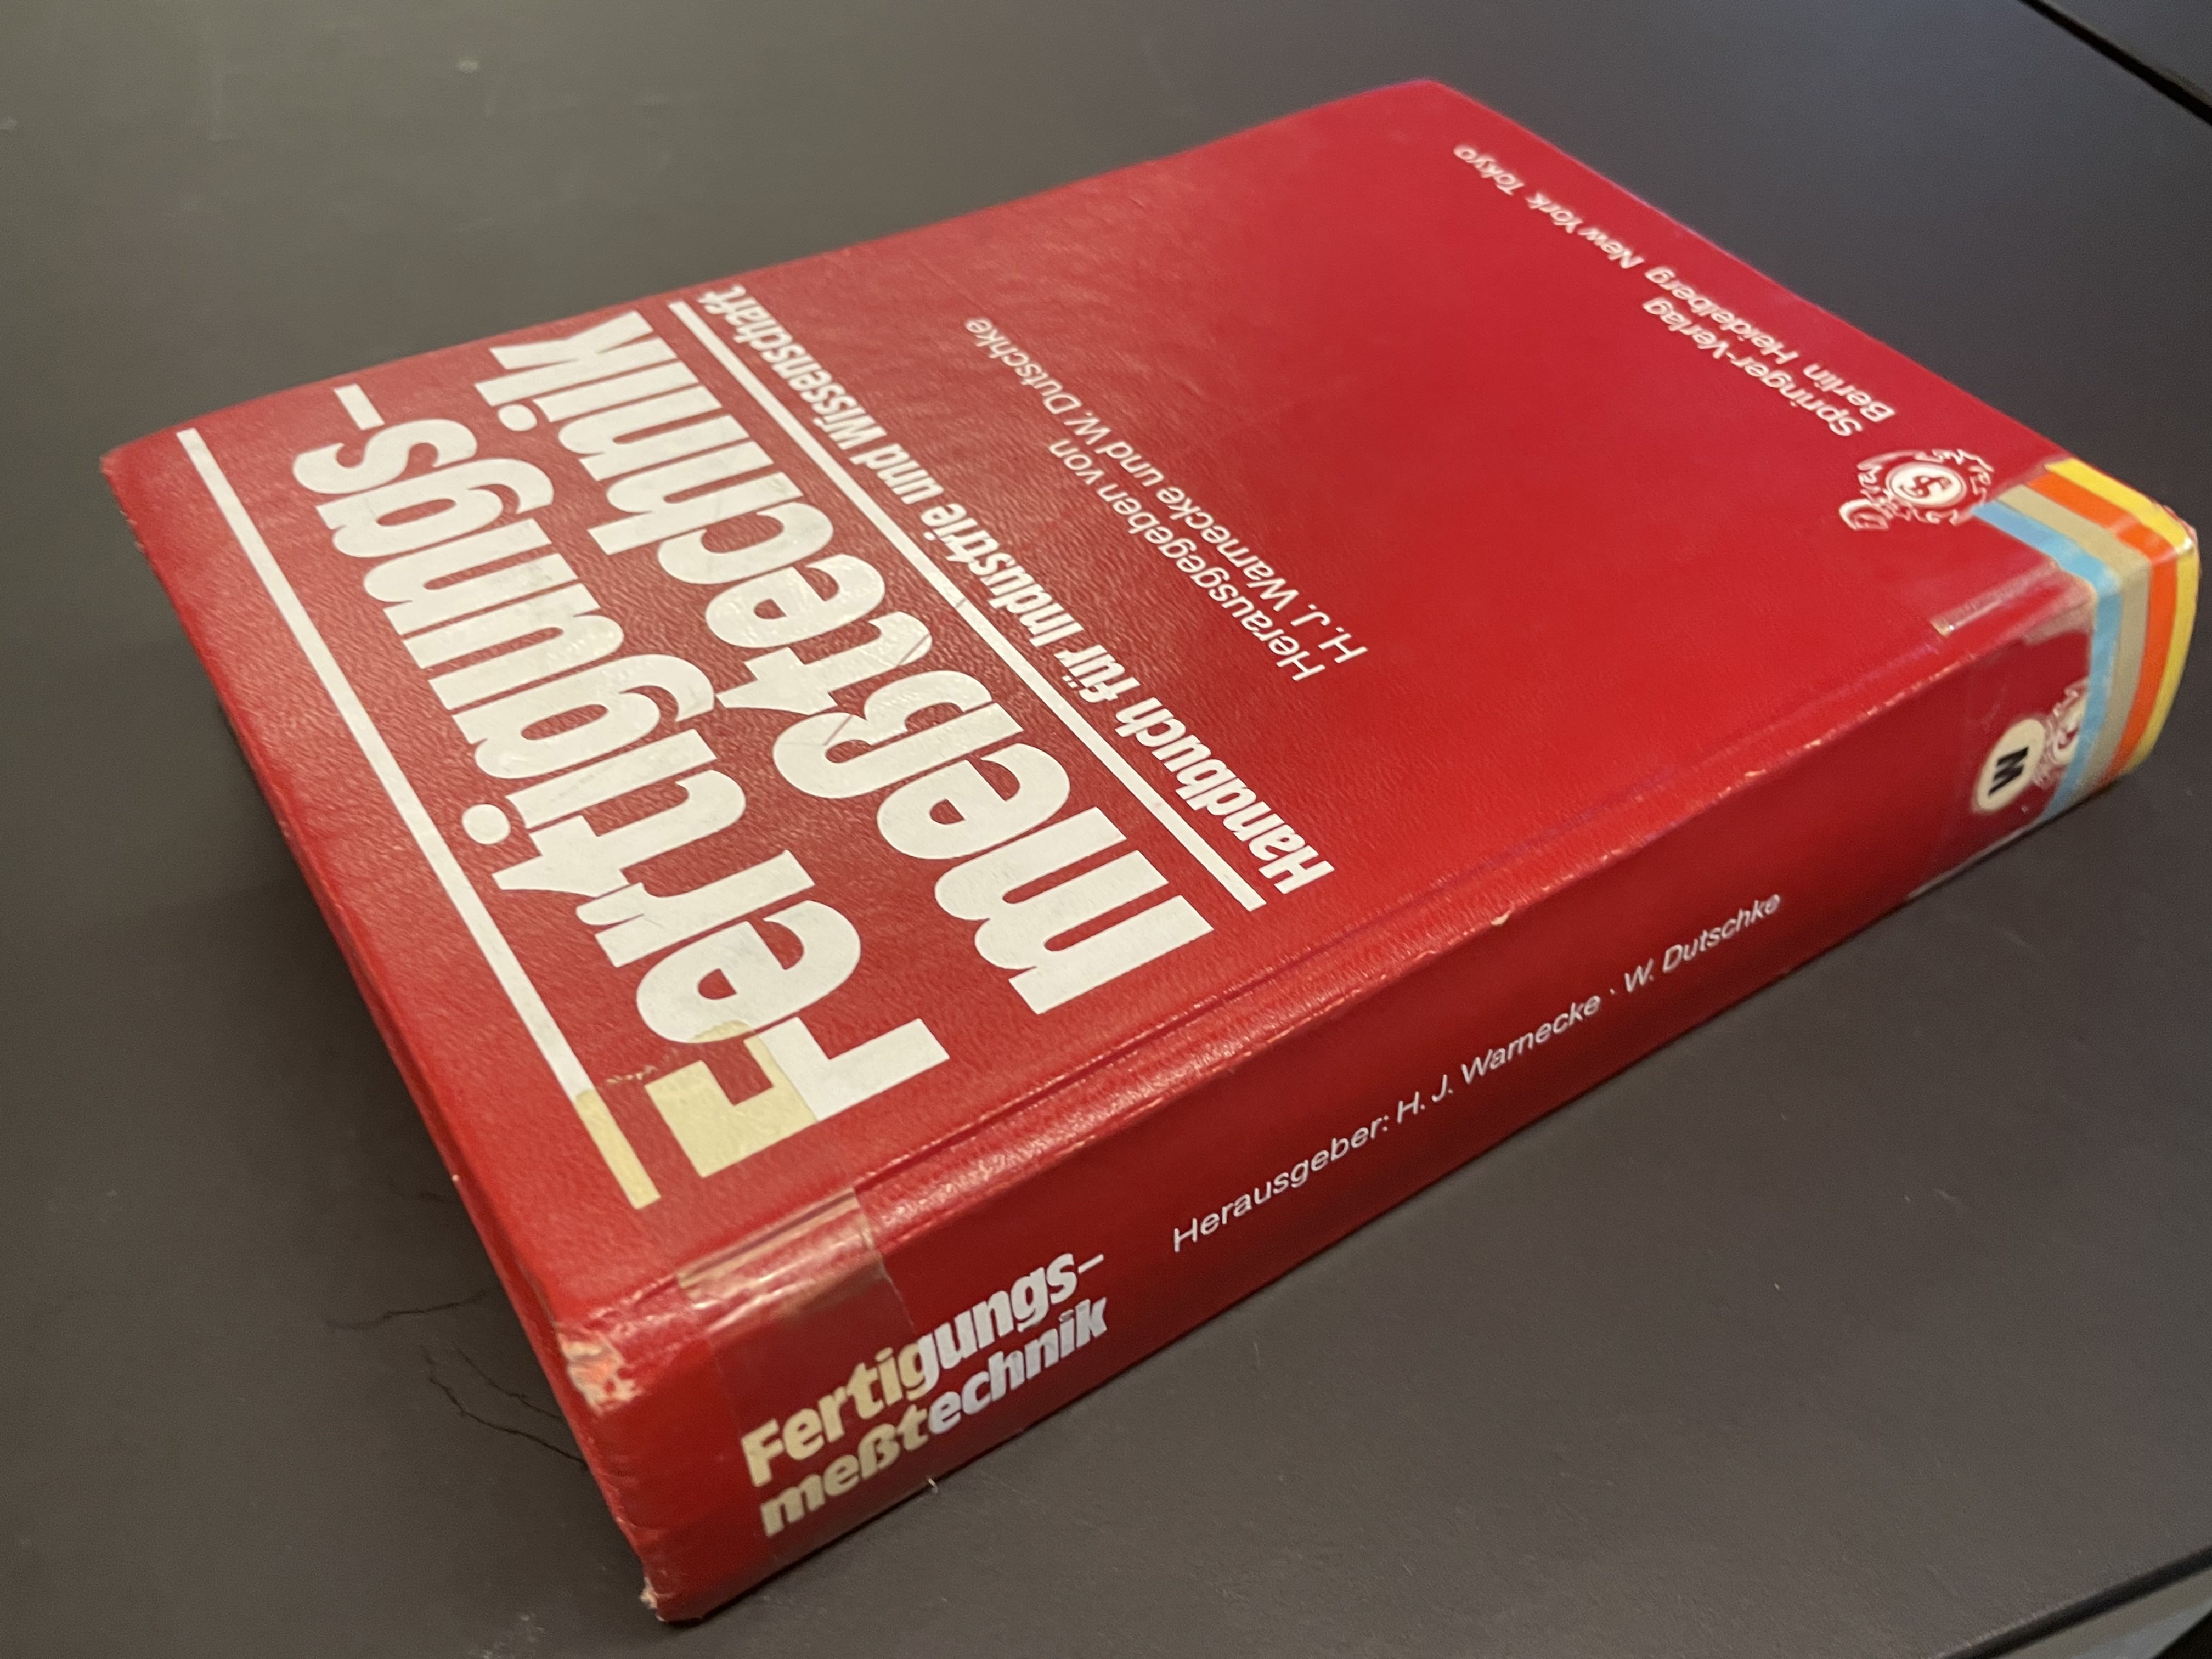 Fertigungs-
meßtechnik
Handbuch für Industrie und Wissenschaft
Herausgegeben von
H. J. Warnecke und W. Dutschke
Springer-Verlag
Berlin Heidelberg New York Tokyo
Fertigungs-
meßtechnik
Herausgeber: H. J. Warnecke · W. Dutschke
M